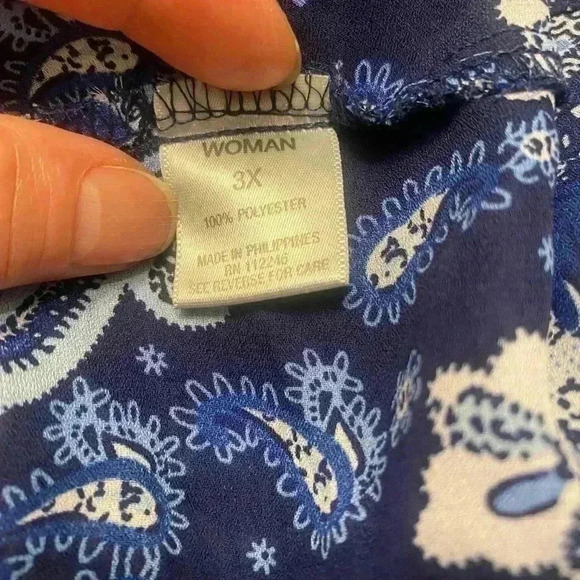 WOMAN
3X
100% POLYESTER
MADE IN PHILIPPINES
RN 112246
SEE REVERSE FOR CARE